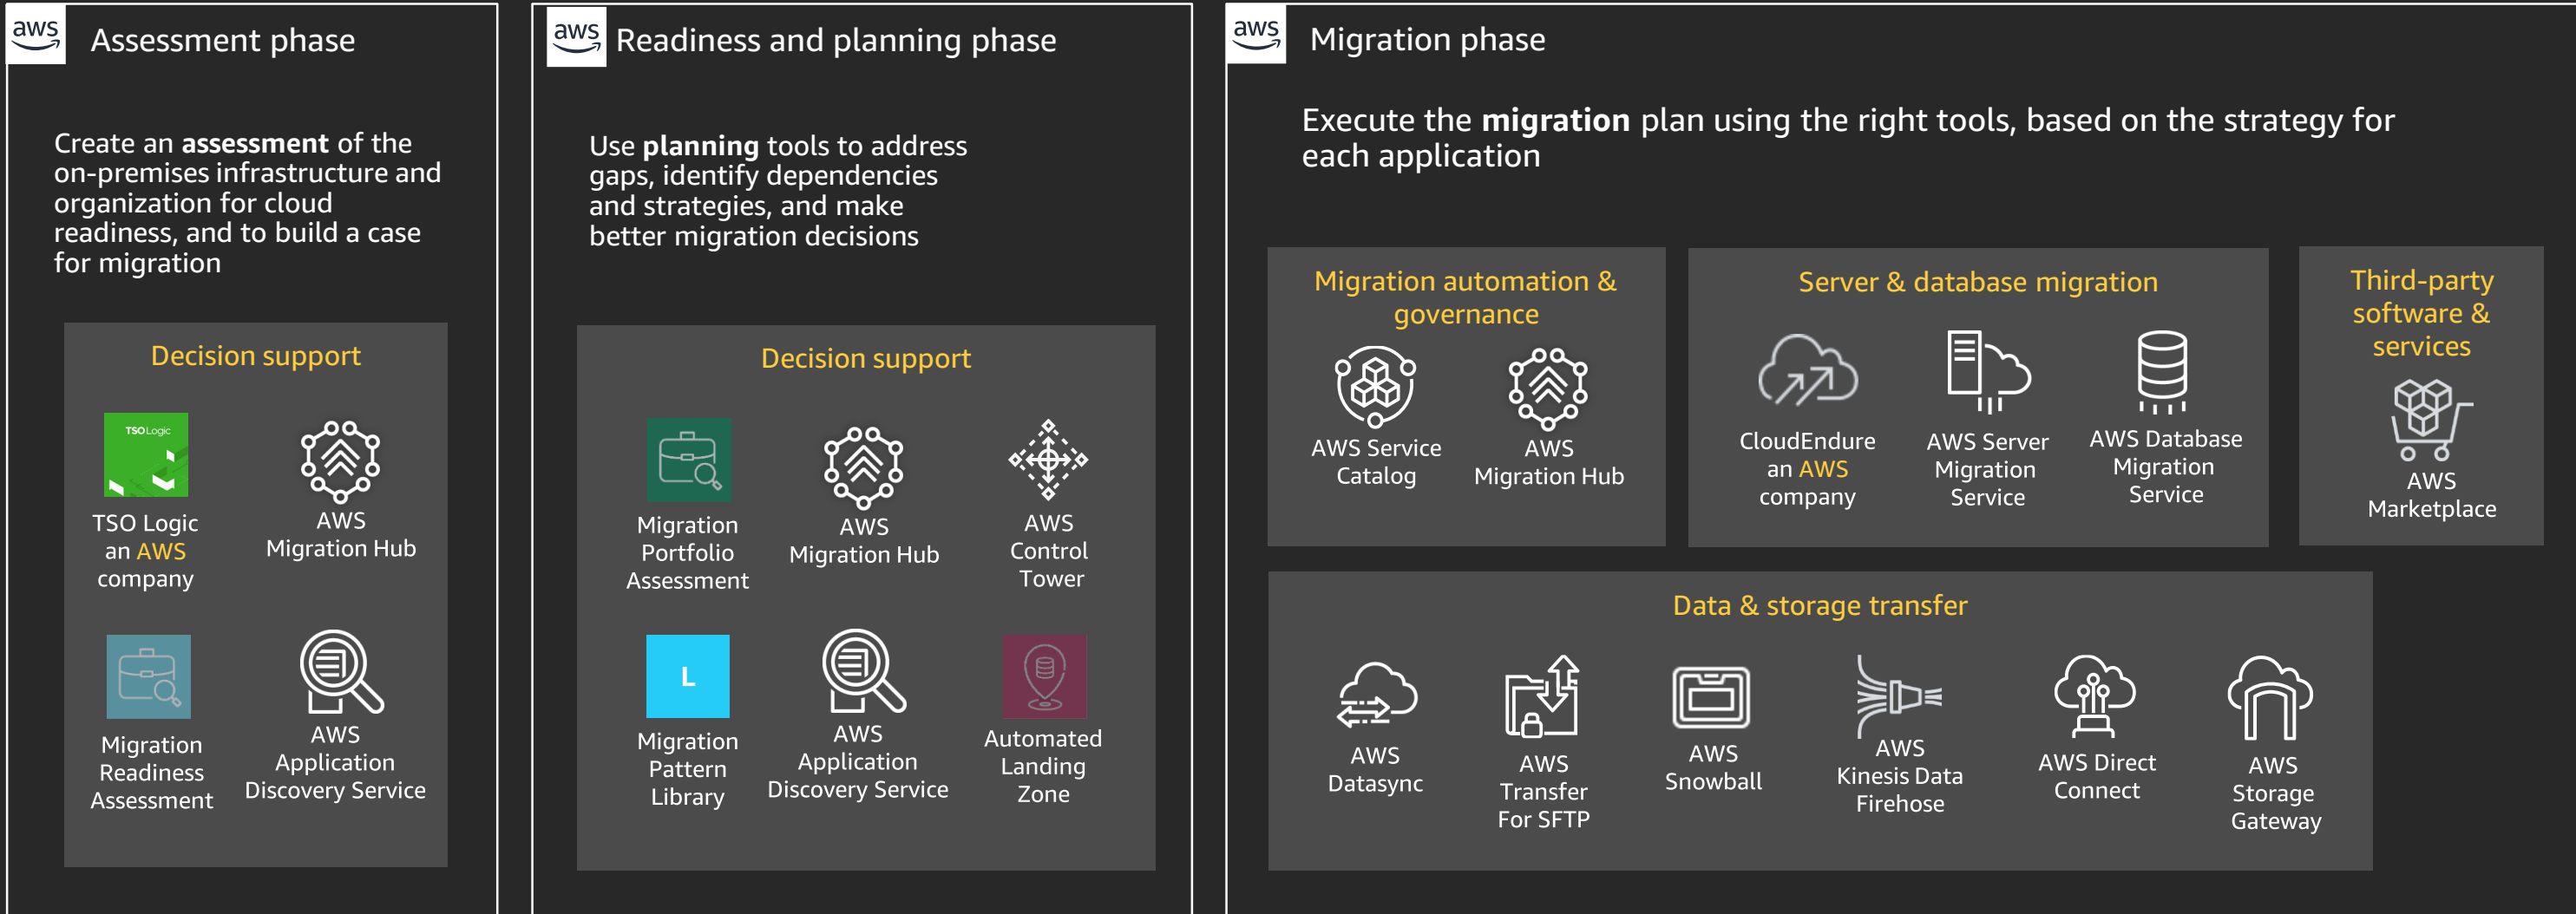 aws
Assessment phase
Create an assessment of the
on-premises infrastructure and
organization for cloud
readiness, and to build a case
for migration
Decision support
TSO Logic
TSO Logic
an AWS
company
AWS
Migration Hub
Migration
Readiness
Assessment
AWS
Application
Discovery Service
aws
Readiness and planning phase
Use planning tools to address
gaps, identify dependencies
and strategies, and make
better migration decisions
Decision support
Migration
Portfolio
Assessment
AWS
Migration Hub
AWS
Control
Tower
L
Migration
Pattern
Library
AWS
Application
Discovery Service
Automated
Landing
Zone
aws
Migration phase
Execute the migration plan using the right tools, based on the strategy for
each application
Migration automation &
governance
AWS Service
Catalog
AWS
Migration Hub
Server & database migration
CloudEndure
an AWS
company
AWS Server
Migration
Service
AWS Database
Migration
Service
Third-party
software &
services
AWS
Marketplace
Data & storage transfer
AWS
Datasync
AWS
Transfer
For SFTP
AWS
Snowball
AWS
Kinesis Data
Firehose
AWS Direct
Connect
AWS
Storage
Gateway